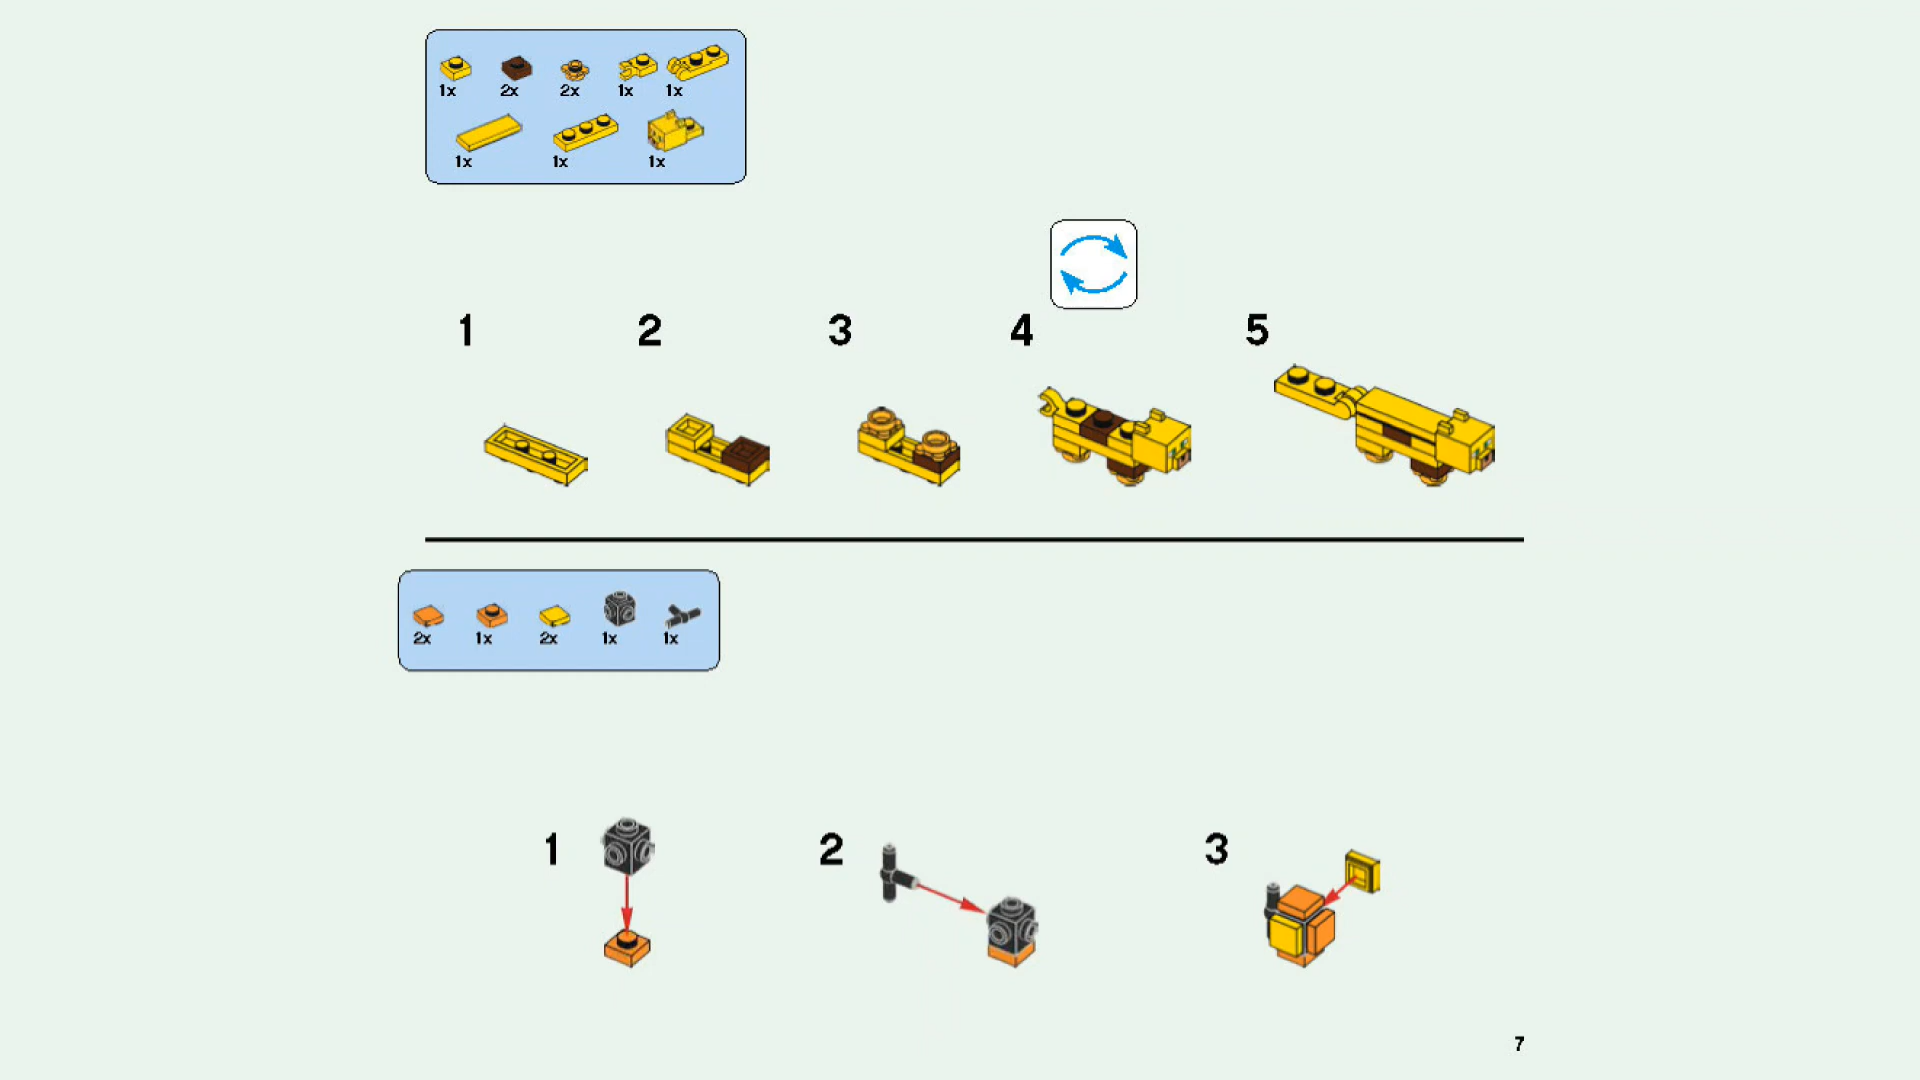 1x 2x 2x 1x 1x
1x 1x 1x
1 2 3 4 5
2x 1x 2x 1x 1x
1 2 3
7